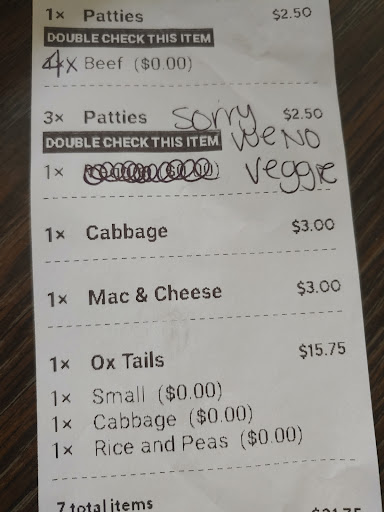 1× Patties $2.50
DOUBLE CHECK THIS ITEM
4x Beef ($0.00)
3× Patties Sorry $2.50
DOUBLE CHECK THIS ITEM We NO
1× Veggie
1× Cabbage $3.00
1× Mac & Cheese $3.00
1× Ox Tails $15.75
1× Small ($0.00)
1× Cabbage ($0.00)
1× Rice and Peas ($0.00)
7 total items